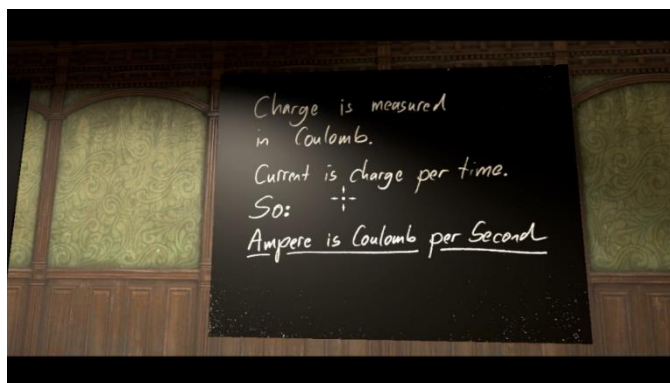 Charge is measured
in Coulomb.
Current is charge per time.
So:
Ampere is Coulomb per Second